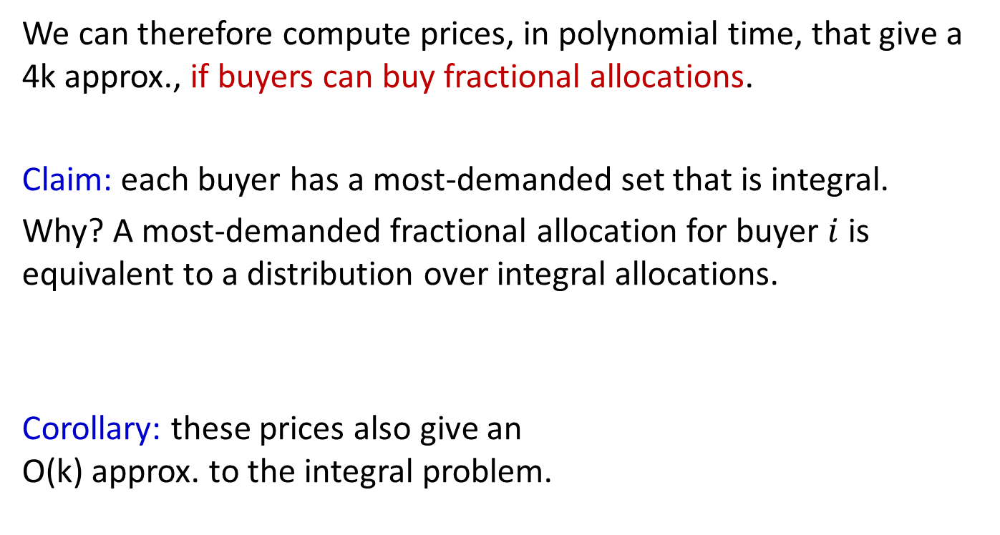 We can therefore compute prices, in polynomial time, that give a
4k approx., if buyers can buy fractional allocations.
Claim: each buyer has a most-demanded set that is integral.
Why? A most-demanded fractional allocation for buyer i is
equivalent to a distribution over integral allocations.
Corollary: these prices also give an
O(k) approx. to the integral problem.